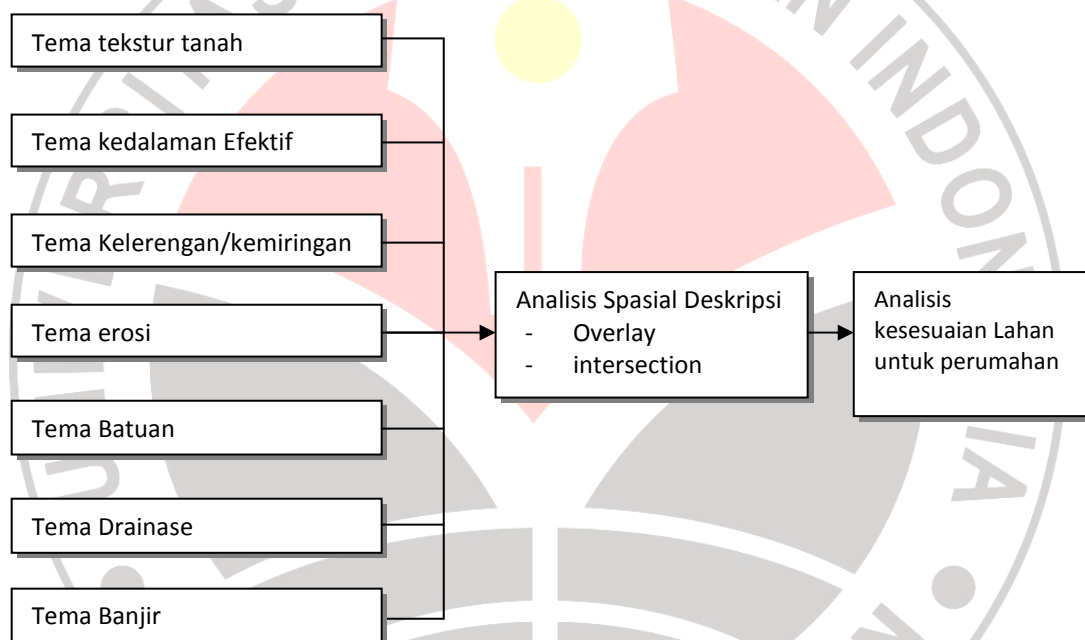 Tema tekstur tanah
Tema kedalaman Efektif
Tema Kelerengan/kemiringan
Tema erosi
Tema Batuan
Tema Drainase
Tema Banjir
Analisis Spasial Deskripsi
- Overlay
- intersection
Analisis
kesesuaian Lahan
untuk perumahan